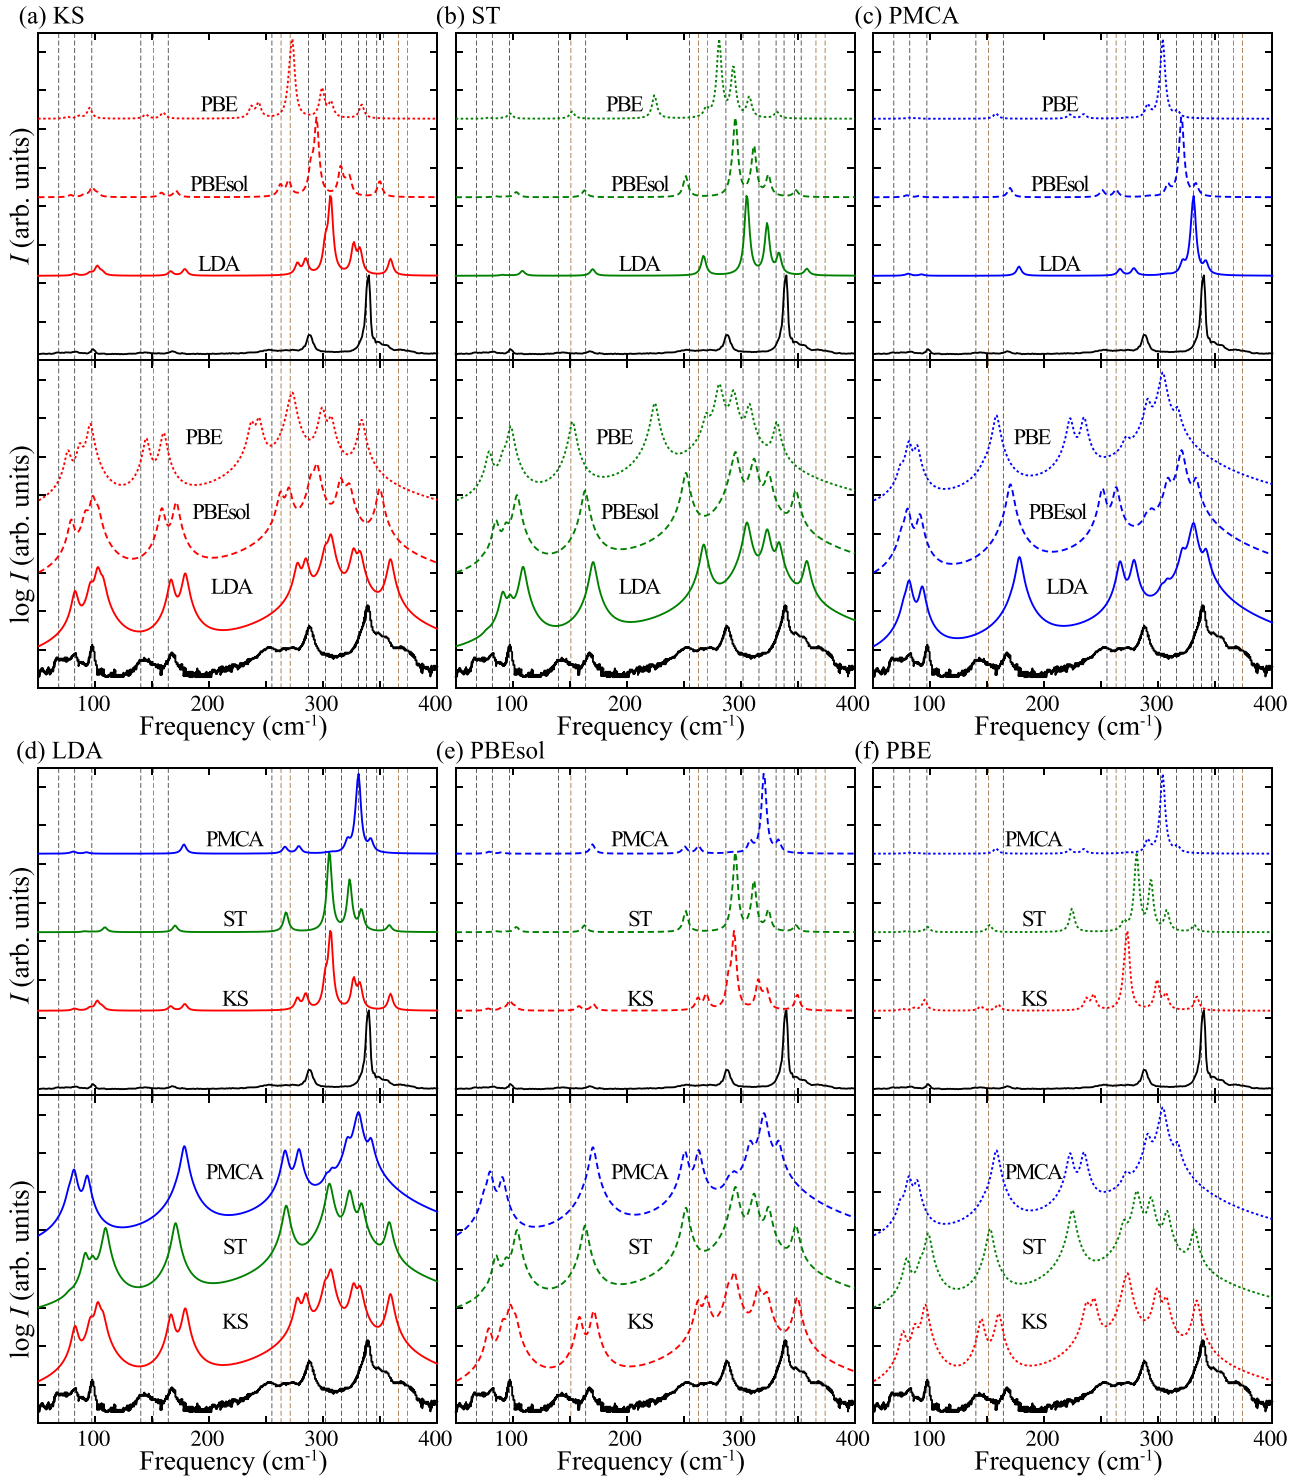 (a) KS
(b) ST
(c) PMCA
I (arb. units)
PBE
PBEsol
LDA
PBE
PBEsol
LDA
PBE
PBEsol
LDA
log I (arb. units)
PBE
PBEsol
LDA
PBE
PBEsol
LDA
PBE
PBEsol
LDA
100 200 300 400
100 200 300 400
100 200 300 400
Frequency (cm⁻¹)
Frequency (cm⁻¹)
Frequency (cm⁻¹)
(d) LDA
(e) PBEsol
(f) PBE
I (arb. units)
PMCA
ST
KS
PMCA
ST
KS
PMCA
ST
KS
log I (arb. units)
PMCA
ST
KS
PMCA
ST
KS
PMCA
ST
KS
100 200 300 400
100 200 300 400
100 200 300 400
Frequency (cm⁻¹)
Frequency (cm⁻¹)
Frequency (cm⁻¹)